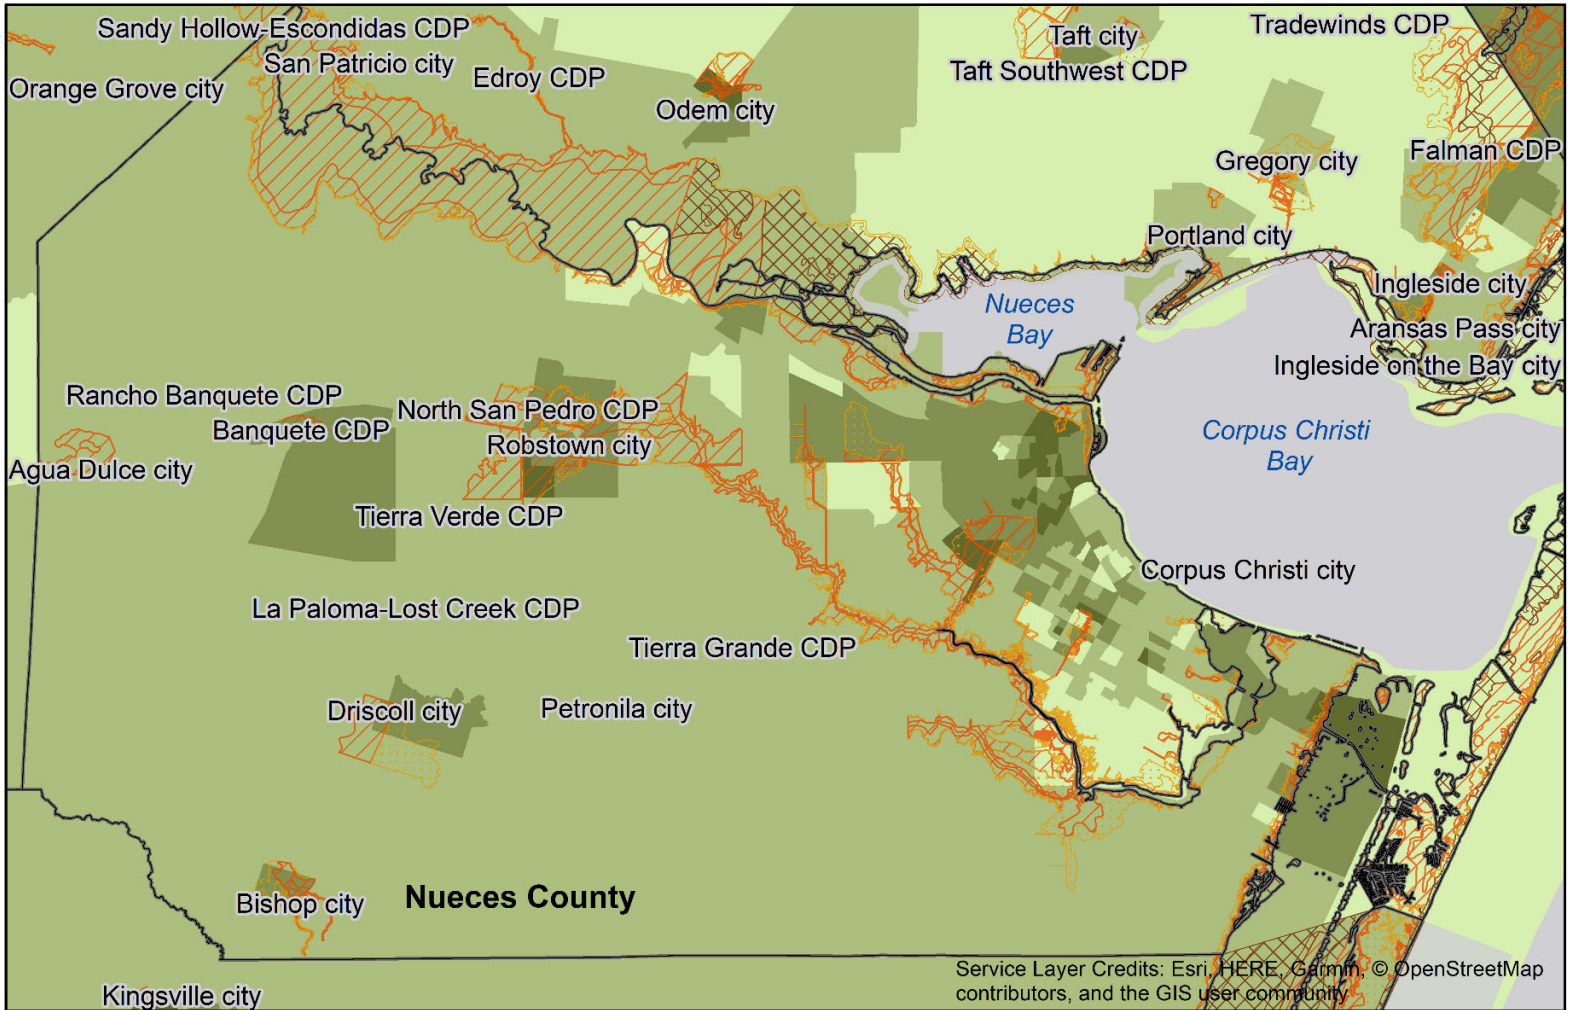 Sandy Hollow-Escondidas CDP
Tradewinds CDP
Taft city
San Patricio city
Edroy CDP
Taft Southwest CDP
Orange Grove city
Odem city
Gregory city
Falman CDP
Portland city
Ingleside city
Nueces
Bay
Aransas Pass city
Ingleside on the Bay city
Rancho Banquete CDP
North San Pedro CDP
Banquete CDP
Robstown city
Corpus Christi
Bay
Agua Dulce city
Tierra Verde CDP
Corpus Christi city
La Paloma-Lost Creek CDP
Tierra Grande CDP
Driscoll city
Petronila city
Bishop city
Nueces County
Service Layer Credits: Esri, HERE, Garmin, © OpenStreetMap
contributors, and the GIS user community
Kingsville city